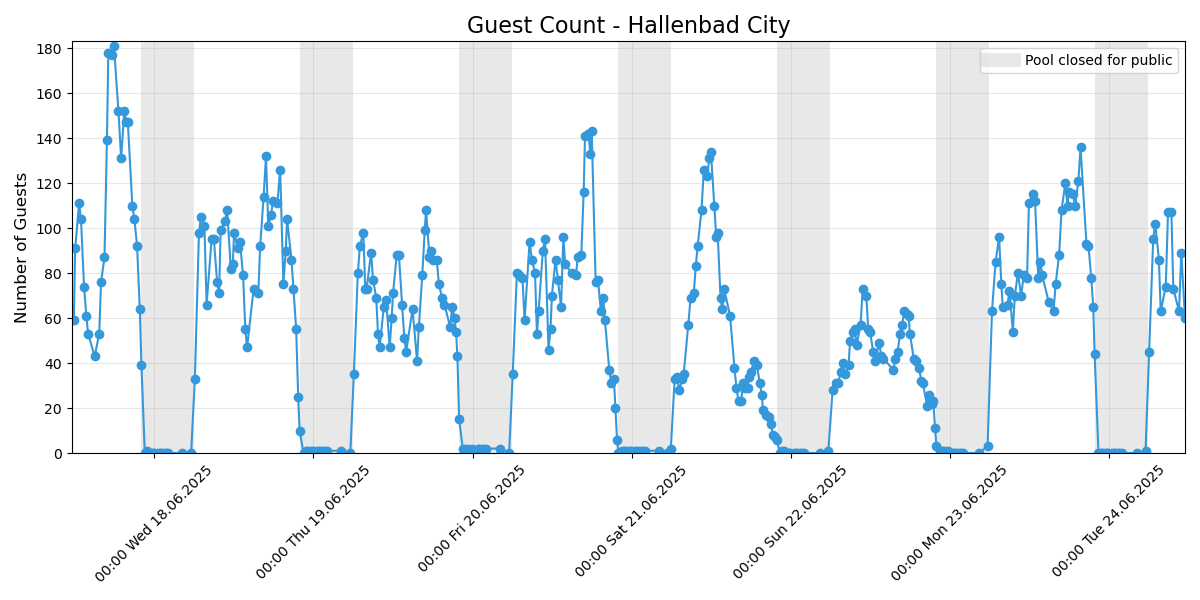 Guest Count - Hallenbad City
Pool closed for public
Number of Guests
180
160
140
120
100
80
60
40
20
0
00:00 Wed 18.06.2025
00:00 Thu 19.06.2025
00:00 Fri 20.06.2025
00:00 Sat 21.06.2025
00:00 Sun 22.06.2025
00:00 Mon 23.06.2025
00:00 Tue 24.06.2025